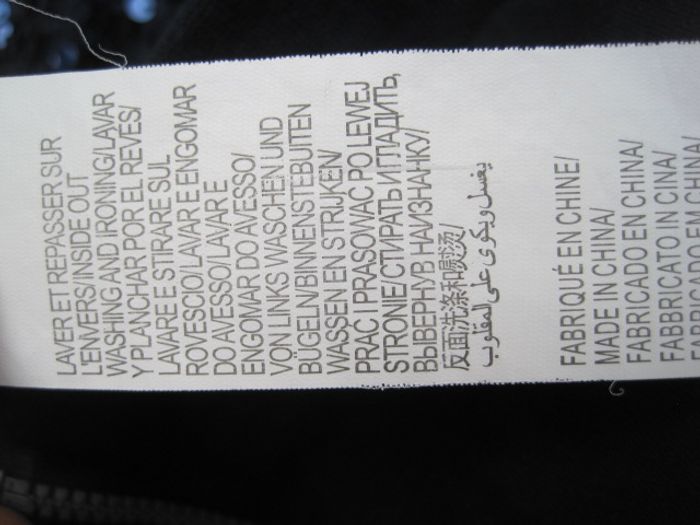 LAVER ET REPASSER SUR
L'ENVERS/INSIDE OUT
WASHING AND IRONING/LAVAR
Y PLANCHAR POR EL REVES/
LAVARE E STIRARE SUL
ROVESCIO/LAVAR E ENGOMAR
DO AVESSO/LAVAR E
ENGOMAR DO AVESSO/
VON LINKS WASCHEN UND
BÜGELN/BINNENSTEBUITEN
WASSEN EN STRIJKEN/
PRAC I PRASOWAC PO LEWEJ
STRONIE/СТИРАТЬ И ГЛАДИТЬ,
ВЫВЕРНУВ НАИЗНАНКУ/
反面洗涤和熨烫/
يغسل ويكوى على المقلوب
FABRIQUÉ EN CHINE/
MADE IN CHINA/
FABRICADO EN CHINA/
FABBRICATO IN CINA/